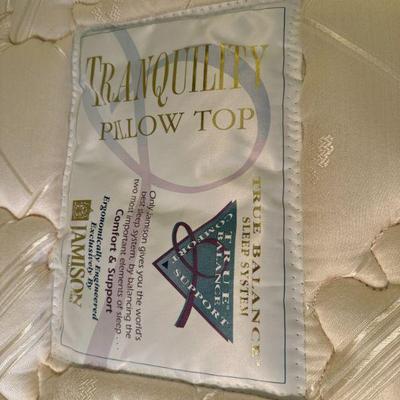 TRANQUILITY
PILLOW TOP
TRUE BALANCE™
SLEEP SYSTEM
TRUE
BALANCE
COMFORT
SUPPORT
Only Jamison gives you the world's
best sleep system, by balancing the
two most important elements of sleep . . .
Comfort & Support
Ergonomically Engineered
Exclusively By
JAMISON